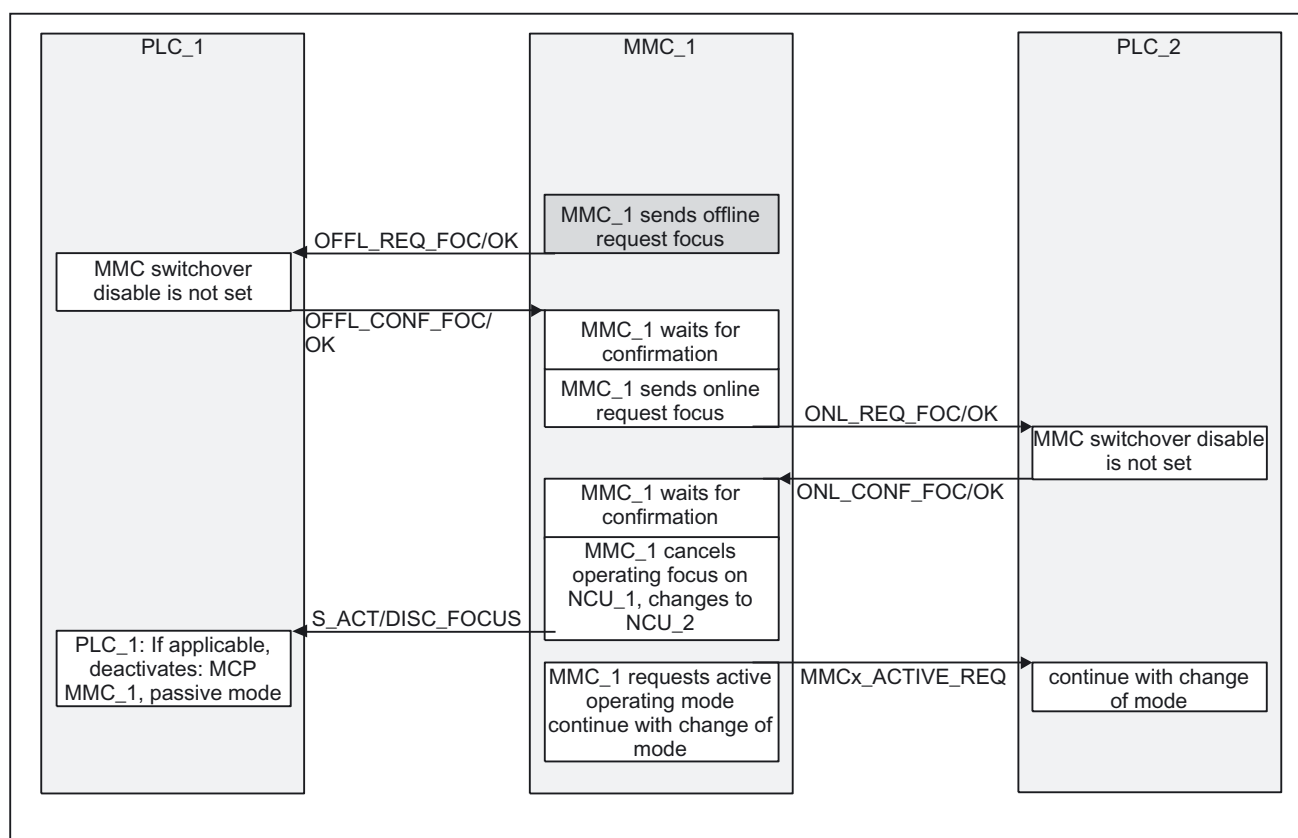 PLC_1
MMC_1
PLC_2
MMC_1 sends offline
request focus
OFFL_REQ_FOC/OK
MMC switchover
disable is not set
OFFL_CONF_FOC/
OK
MMC_1 waits for
confirmation
MMC_1 sends online
request focus
ONL_REQ_FOC/OK
MMC switchover disable
is not set
ONL_CONF_FOC/OK
MMC_1 waits for
confirmation
MMC_1 cancels
operating focus on
NCU_1, changes to
NCU_2
S_ACT/DISC_FOCUS
PLC_1: If applicable,
deactivates: MCP
MMC_1, passive mode
MMC_1 requests active
operating mode
continue with change of
mode
MMCx_ACTIVE_REQ
continue with change
of mode